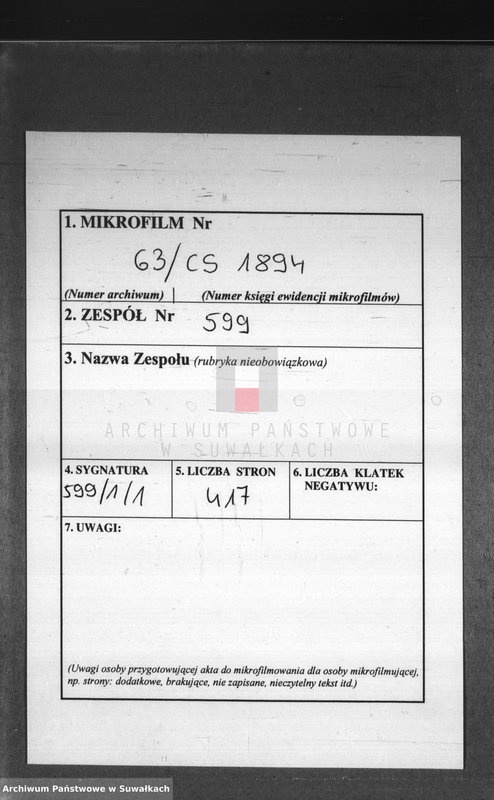 1. MIKROFILM Nr
63/CS 1894
(Numer archiwum) (Numer księgi ewidencji mikrofilmów)
2. ZESPÓŁ Nr 599
3. Nazwa Zespołu (rubryka nieobowiązkowa)
ARCHIWUM PAŃSTWOWE
W SUWAŁKACH
4. SYGNATURA 5. LICZBA STRON 6. LICZBA KLATEK
NEGATYWU:
599/1/1 417
7. UWAGI:
(Uwagi osoby przygotowującej akta do mikrofilmowania dla osoby mikrofilmującej,
np. strony: dodatkowe, brakujące, nie zapisane, nieczytelny tekst itd.)
Archiwum Państwowe w Suwałkach